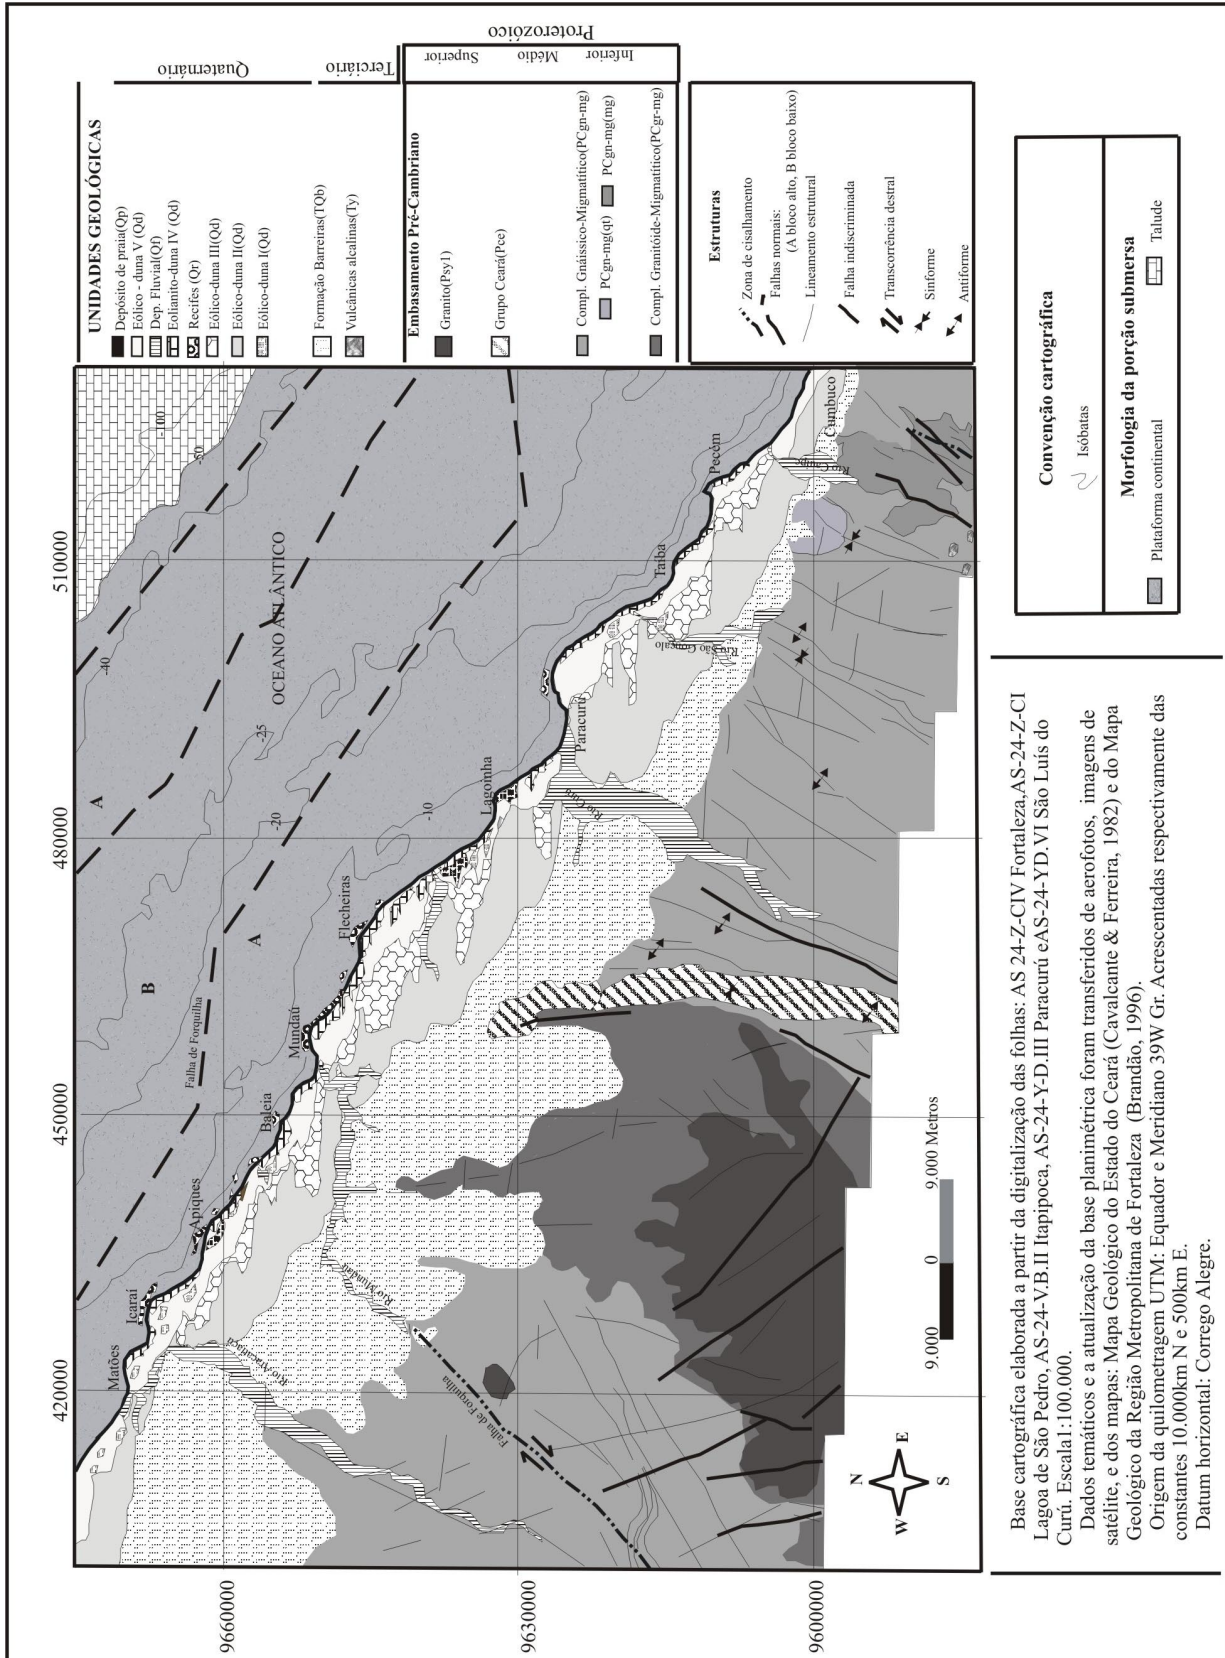 UNIDADES GEOLÓGICAS
Depósito de praia(Qp)
Eólico - duna V (Qd)
Dep. Fluvial(Qf)
Eolianito-duna IV (Qd)
Recifes (Qr)
Eólico-duna III(Qd)
Eólico-duna II(Qd)
Eólico-duna I(Qd)
Formação Barreiras(TQb)
Vulcânicas alcalinas(Ty)
Quaternário
Terciário
Embasamento Pré-Cambriano
Granito(Psy1)
Grupo Ceará(Pce)
Compl. Gnáissico-Migmatítico(PCgn-mg)
PCgn-mg(qt)
PCgn-mg(mg)
Compl. Granitóide-Migmatítico(PCgr-mg)
Superior
Médio
Inferior
Proterozóico
Estruturas
Zona de cisalhamento
Falhas normais:
(A bloco alto, B bloco baixo)
Lineamento estrutural
Falha indiscriminada
Transcorrência destral
Sinforme
Antiforme
420000
450000
480000
510000
9660000
9630000
9600000
Matões
Icaraí
Apiques
Baleia
Mundaú
Flecheiras
Lagoinha
Paracuru
Taiba
Pecém
Cumbuco
OCEANO ATLÂNTICO
A
B
A
Falha de Forquilha
-10
-20
-25
-40
-50
-100
Rio Aracatiaçu
Rio Mundaú
Rio Curu
Rio São Gonçalo
Rio Cauipe
Falha de Forquilha
N
W
E
S
9.000
0
9.000 Metros
Base cartográfica elaborada a partir da digitalização das folhas: AS 24-Z-CIV Fortaleza,AS-24-Z-CI
Lagoa de São Pedro, AS-24-V.B.II Itapipoca, AS-24-Y-D.III Paracurú eAS-24-YD.VI São Luís do
Curú. Escala1:100.000.
Dados temáticos e a atualização da base planimétrica foram transferidos de aerofotos, imagens de
satélite, e dos mapas: Mapa Geológico do Estado do Ceará (Cavalcante & Ferreira, 1982) e do Mapa
Geológico da Região Metropolitana de Fortaleza (Brandão, 1996).
Origem da quilometragem UTM: Equador e Meridiano 39W Gr. Acrescentadas respectivamente das
constantes 10.000km N e 500km E.
Datum horizontal: Corrego Alegre.
Convenção cartográfica
Isóbatas
Morfologia da porção submersa
Plataforma continental
Talude